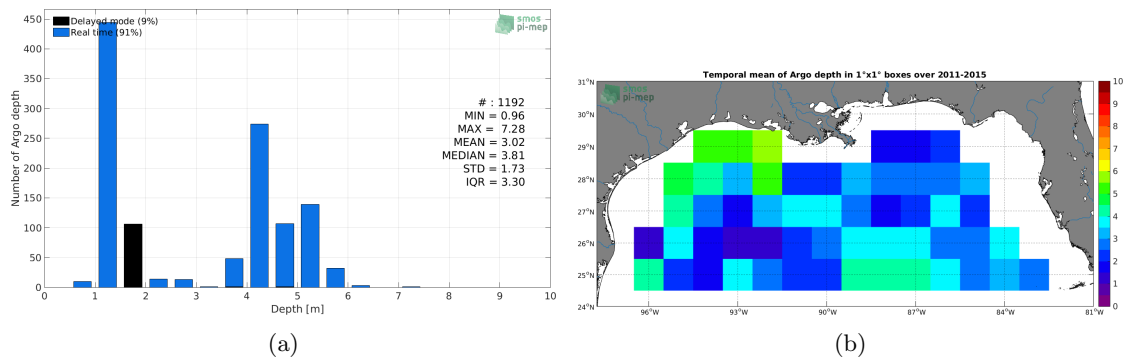 Delayed mode (9%)
Real time (91%)
smos
pi-mep
450
400
350
300
250
200
150
100
50
0
Number of Argo depth
# : 1192
MIN = 0.96
MAX = 7.28
MEAN = 3.02
MEDIAN = 3.81
STD = 1.73
IQR = 3.30
0 1 2 3 4 5 6 7 8 9 10
Depth [m]
(a)
Temporal mean of Argo depth in 1°x1° boxes over 2011-2015
smos
pi-mep
31°N
30°N
29°N
28°N
27°N
26°N
25°N
24°N
96°W 93°W 90°W 87°W 84°W 81°W
10
9
8
7
6
5
4
3
2
1
0
(b)